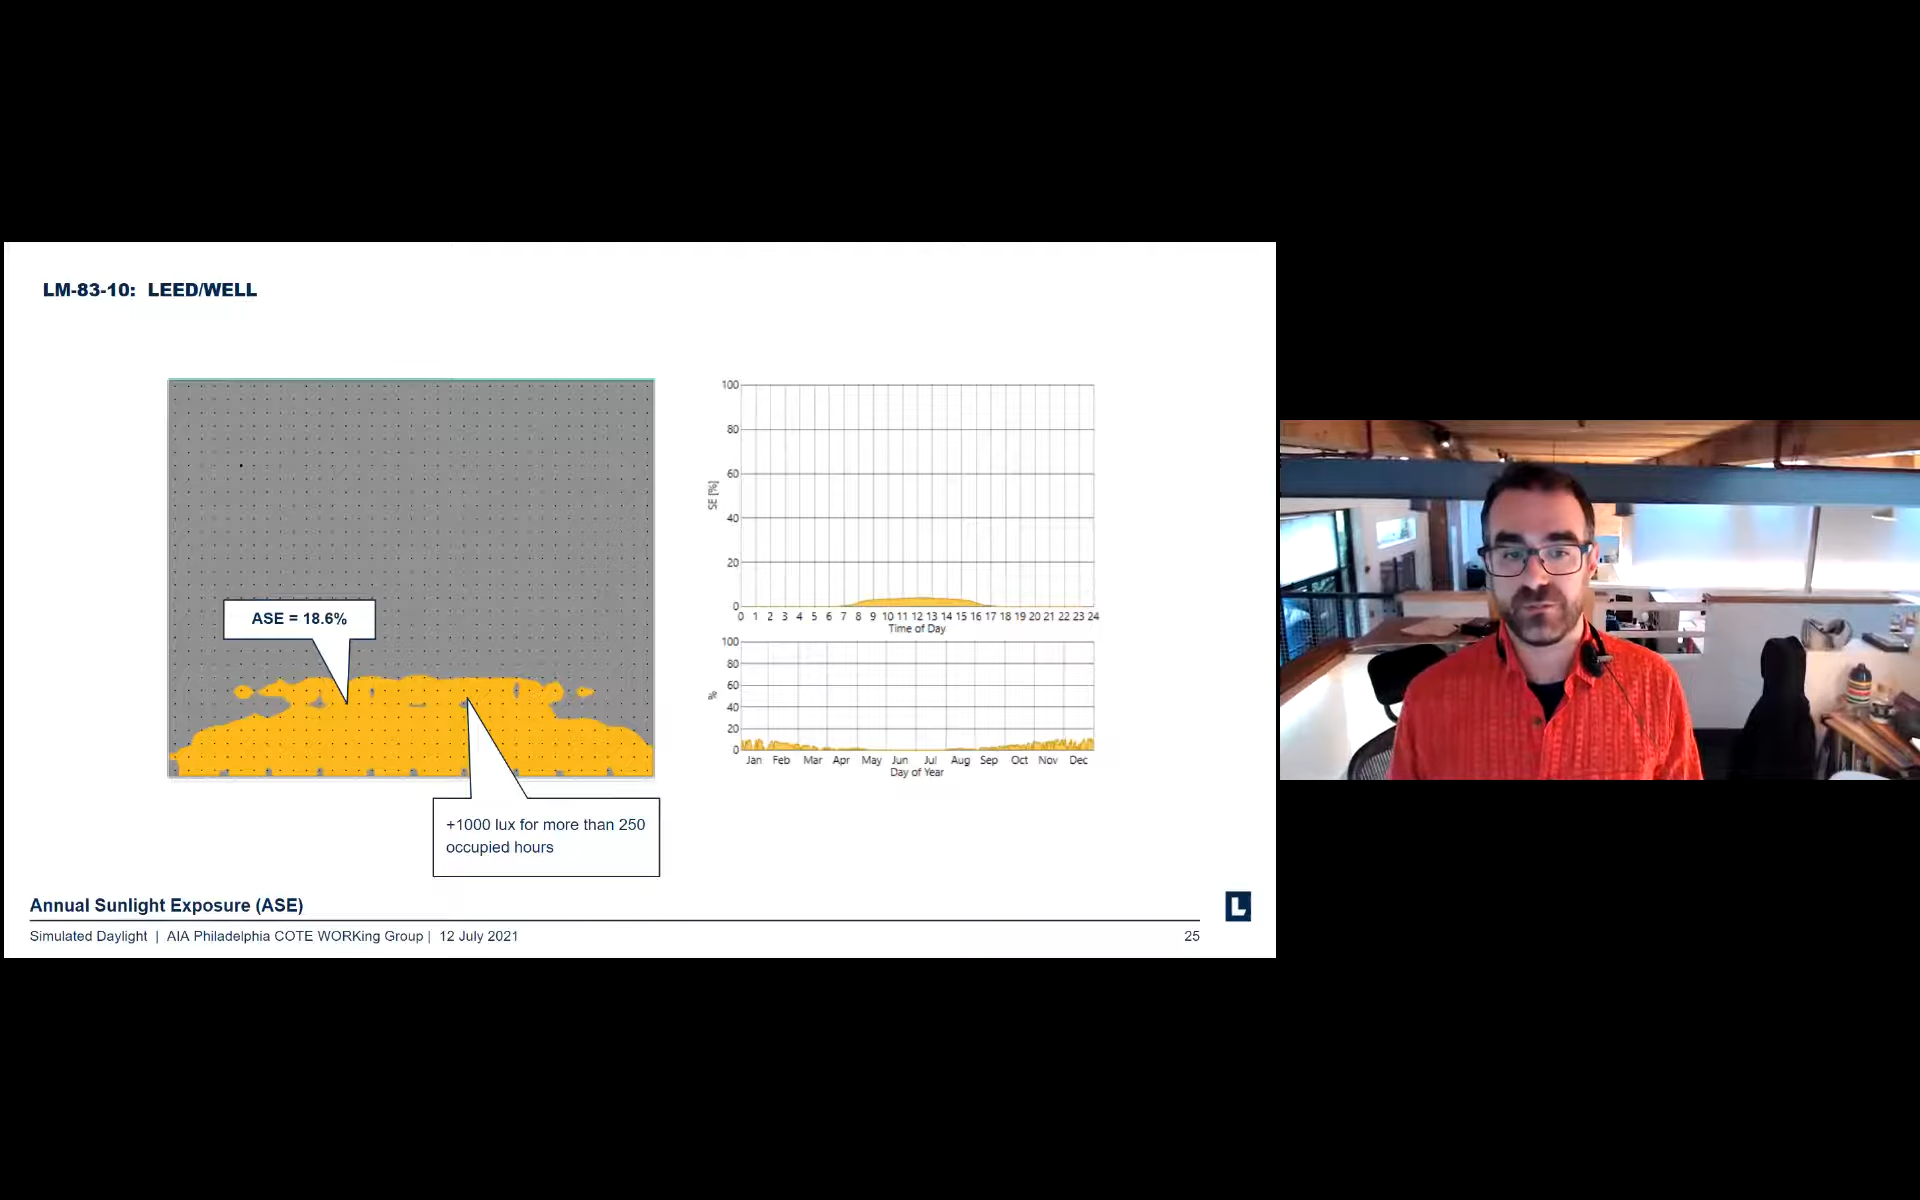 LM-83-10: LEED/WELL
ASE = 18.6%
+1000 lux for more than 250
occupied hours
100
80
60
40
20
0
SE [%]
0 1 2 3 4 5 6 7 8 9 10 11 12 13 14 15 16 17 18 19 20 21 22 23 24
Time of Day
100
80
60
40
20
0
%
Jan Feb Mar Apr May Jun Jul Aug Sep Oct Nov Dec
Day of Year
Annual Sunlight Exposure (ASE)
L
Simulated Daylight | AIA Philadelphia COTE WORKing Group | 12 July 2021
25